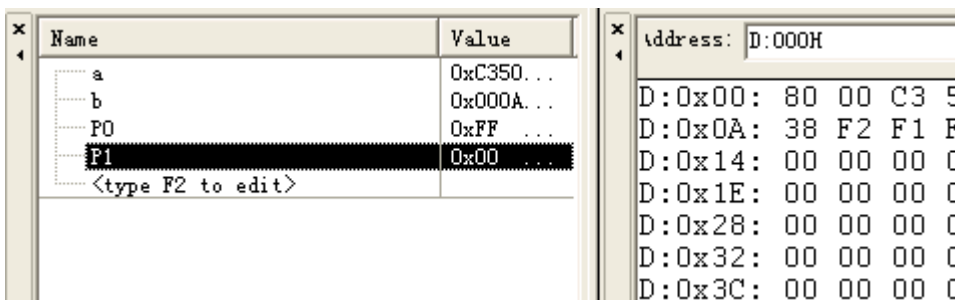 Name Value
a 0xC350...
b 0x000A...
P0 0xFF ...
P1 0x00 ...
<type F2 to edit>
Address: D:000H
D:0x00: 80 00 C3
D:0x0A: 38 F2 F1
D:0x14: 00 00 00
D:0x1E: 00 00 00
D:0x28: 00 00 00
D:0x32: 00 00 00
D:0x3C: 00 00 00